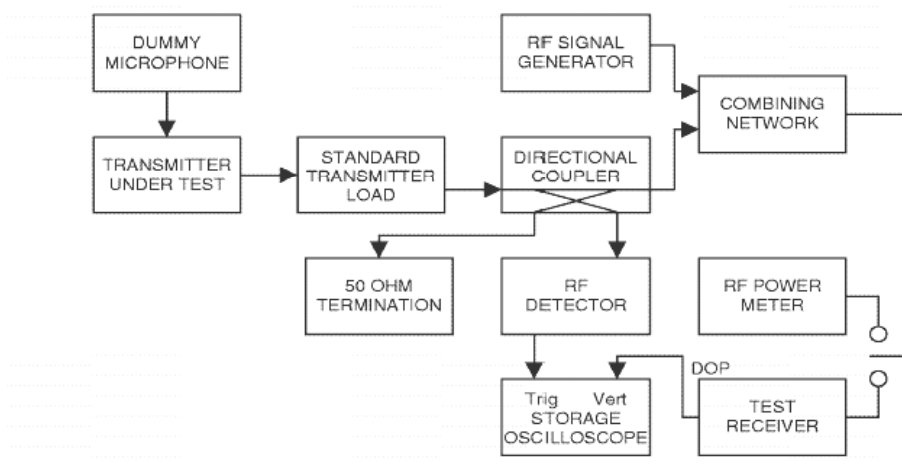 DUMMY
MICROPHONE
RF SIGNAL
GENERATOR
COMBINING
NETWORK
TRANSMITTER
UNDER TEST
STANDARD
TRANSMITTER
LOAD
DIRECTIONAL
COUPLER
50 OHM
TERMINATION
RF
DETECTOR
RF POWER
METER
DOP
Trig Vert
STORAGE
OSCILLOSCOPE
TEST
RECEIVER